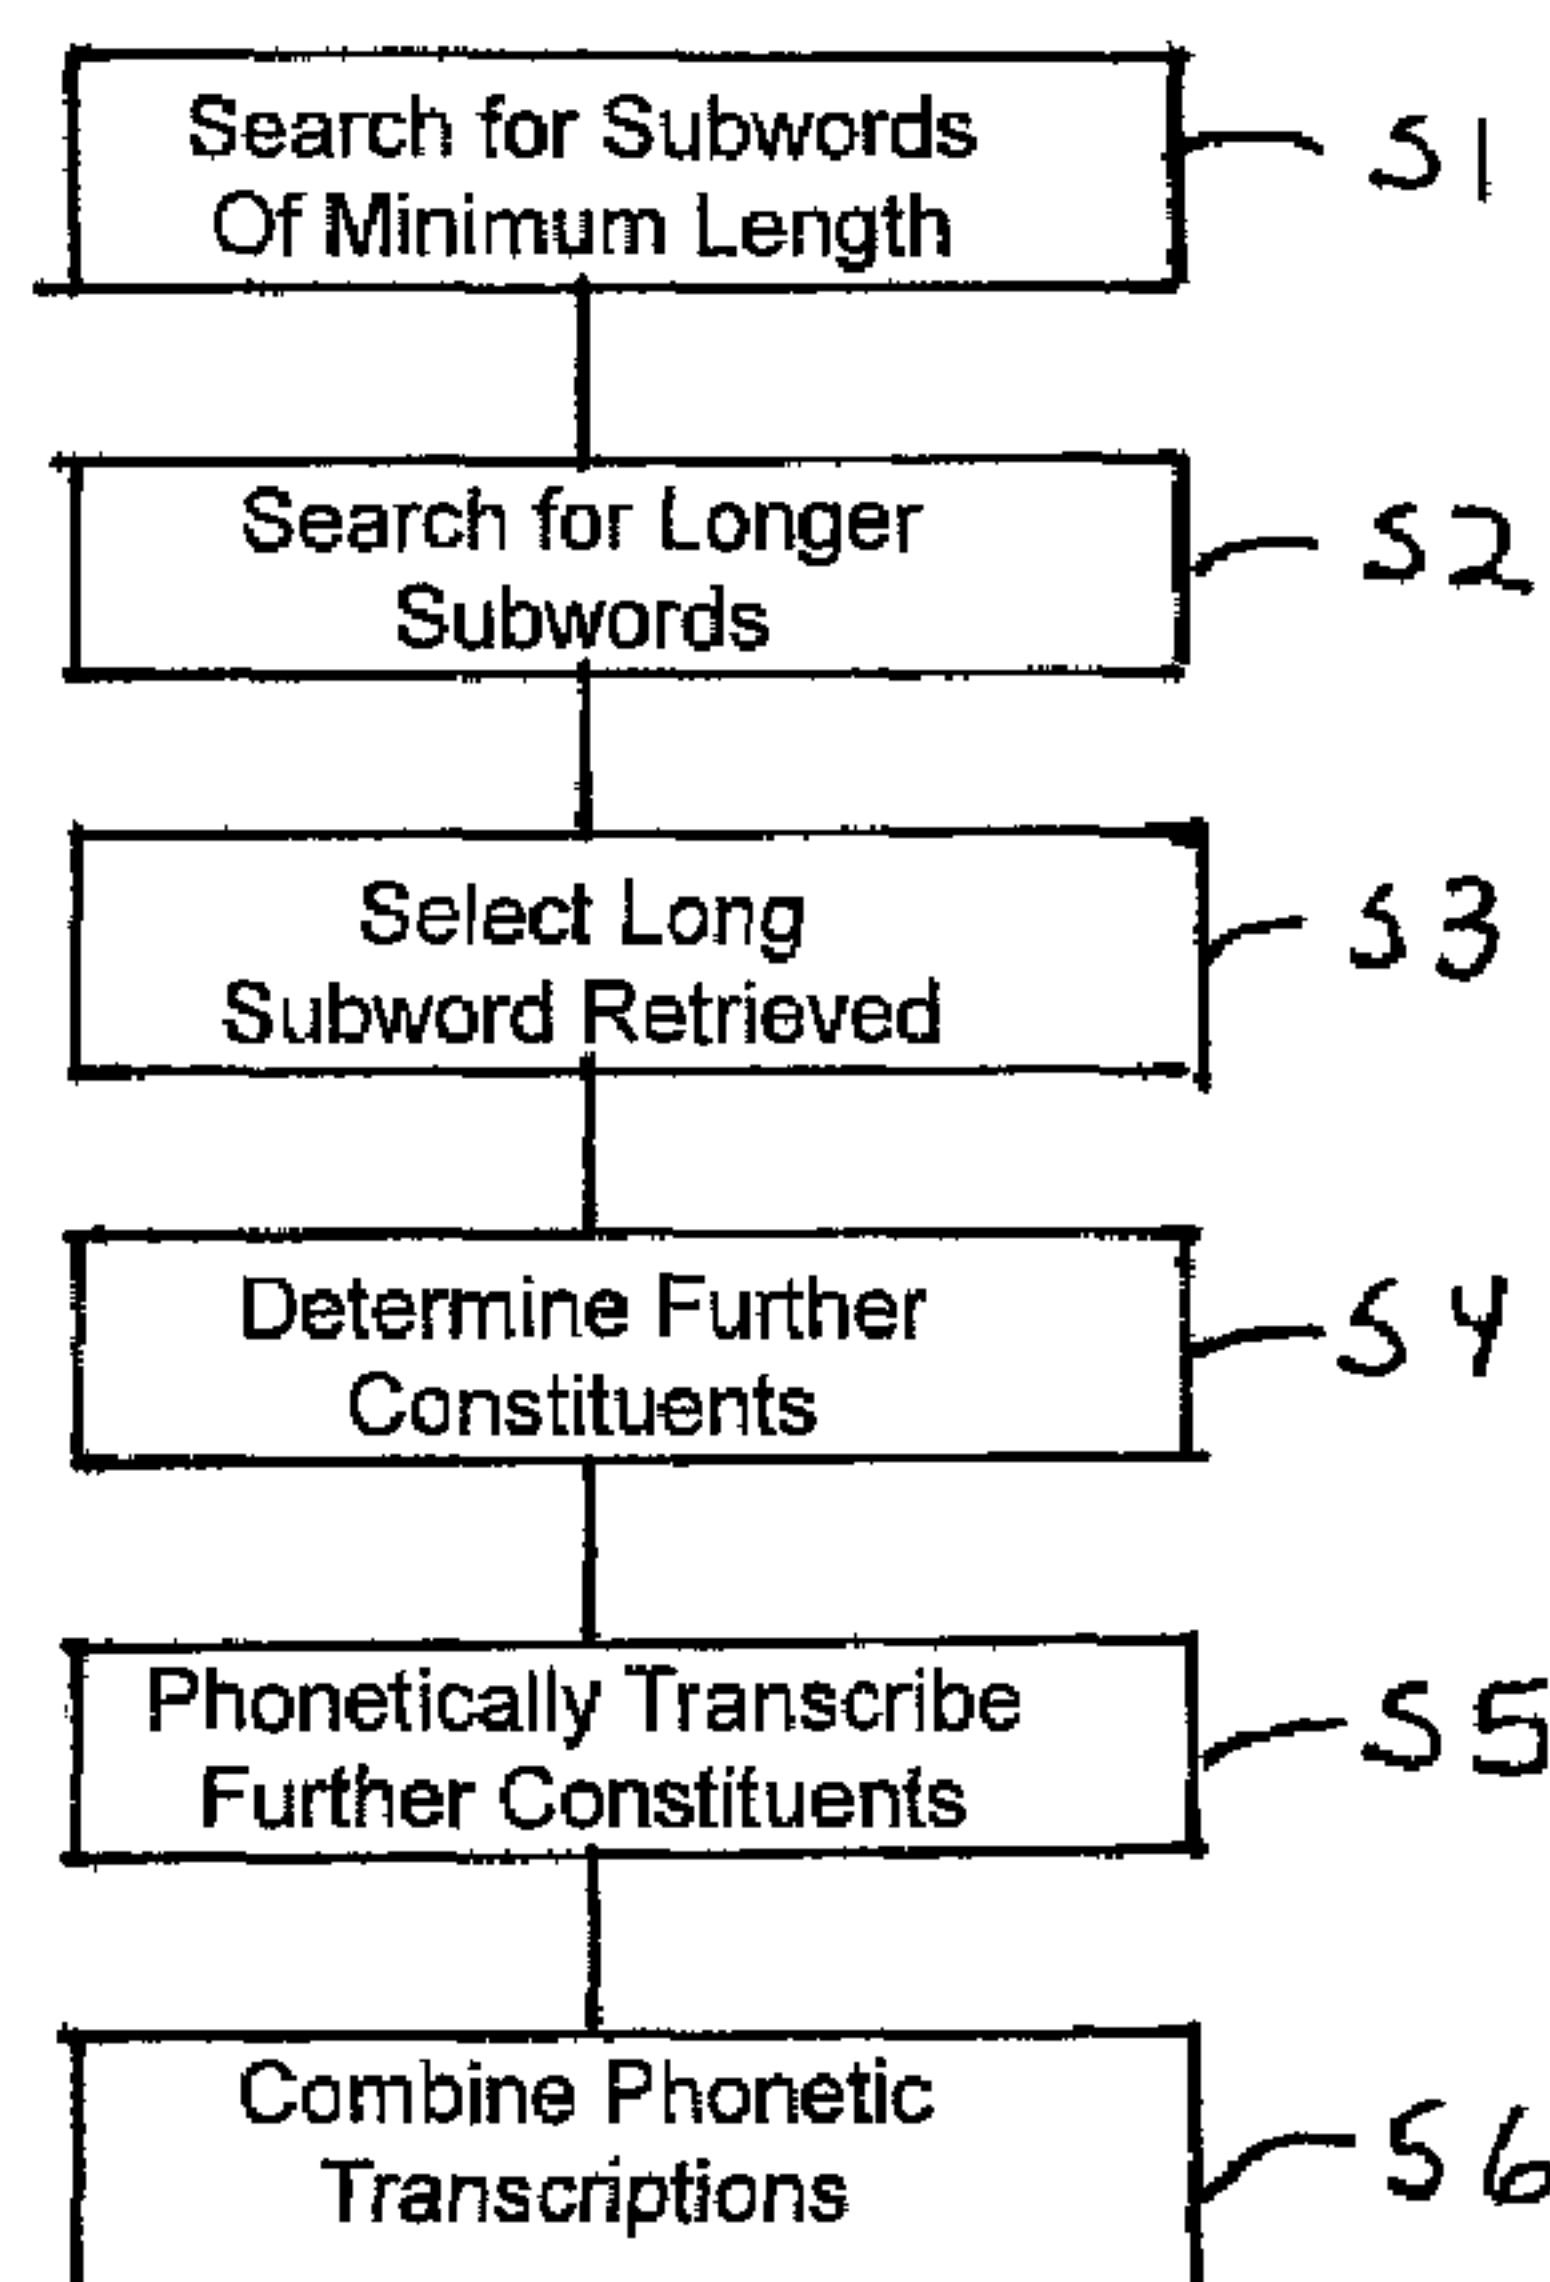 Search for Subwords
Of Minimum Length
S1
Search for Longer
Subwords
S2
Select Long
Subword Retrieved
S3
Determine Further
Constituents
S4
Phonetically Transcribe
Further Constituents
S5
Combine Phonetic
Transcriptions
S6